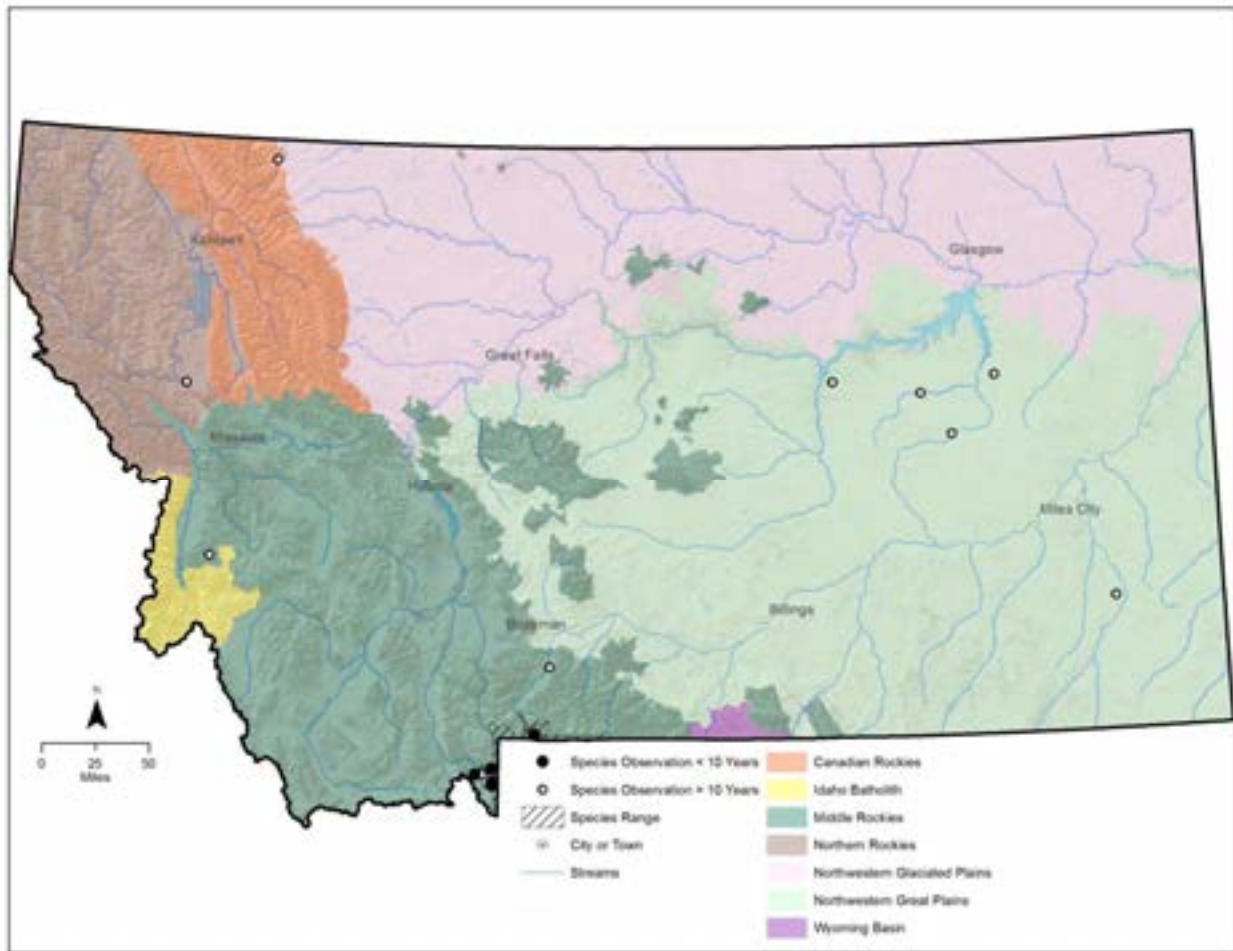 Kalispell
Glasgow
Great Falls
Missoula
Helena
Miles City
Billings
Bozeman
N
0 25 50
Miles
Species Observation < 10 Years
Species Observation > 10 Years
Species Range
City or Town
Streams
Canadian Rockies
Idaho Batholith
Middle Rockies
Northern Rockies
Northwestern Glaciated Plains
Northwestern Great Plains
Wyoming Basin